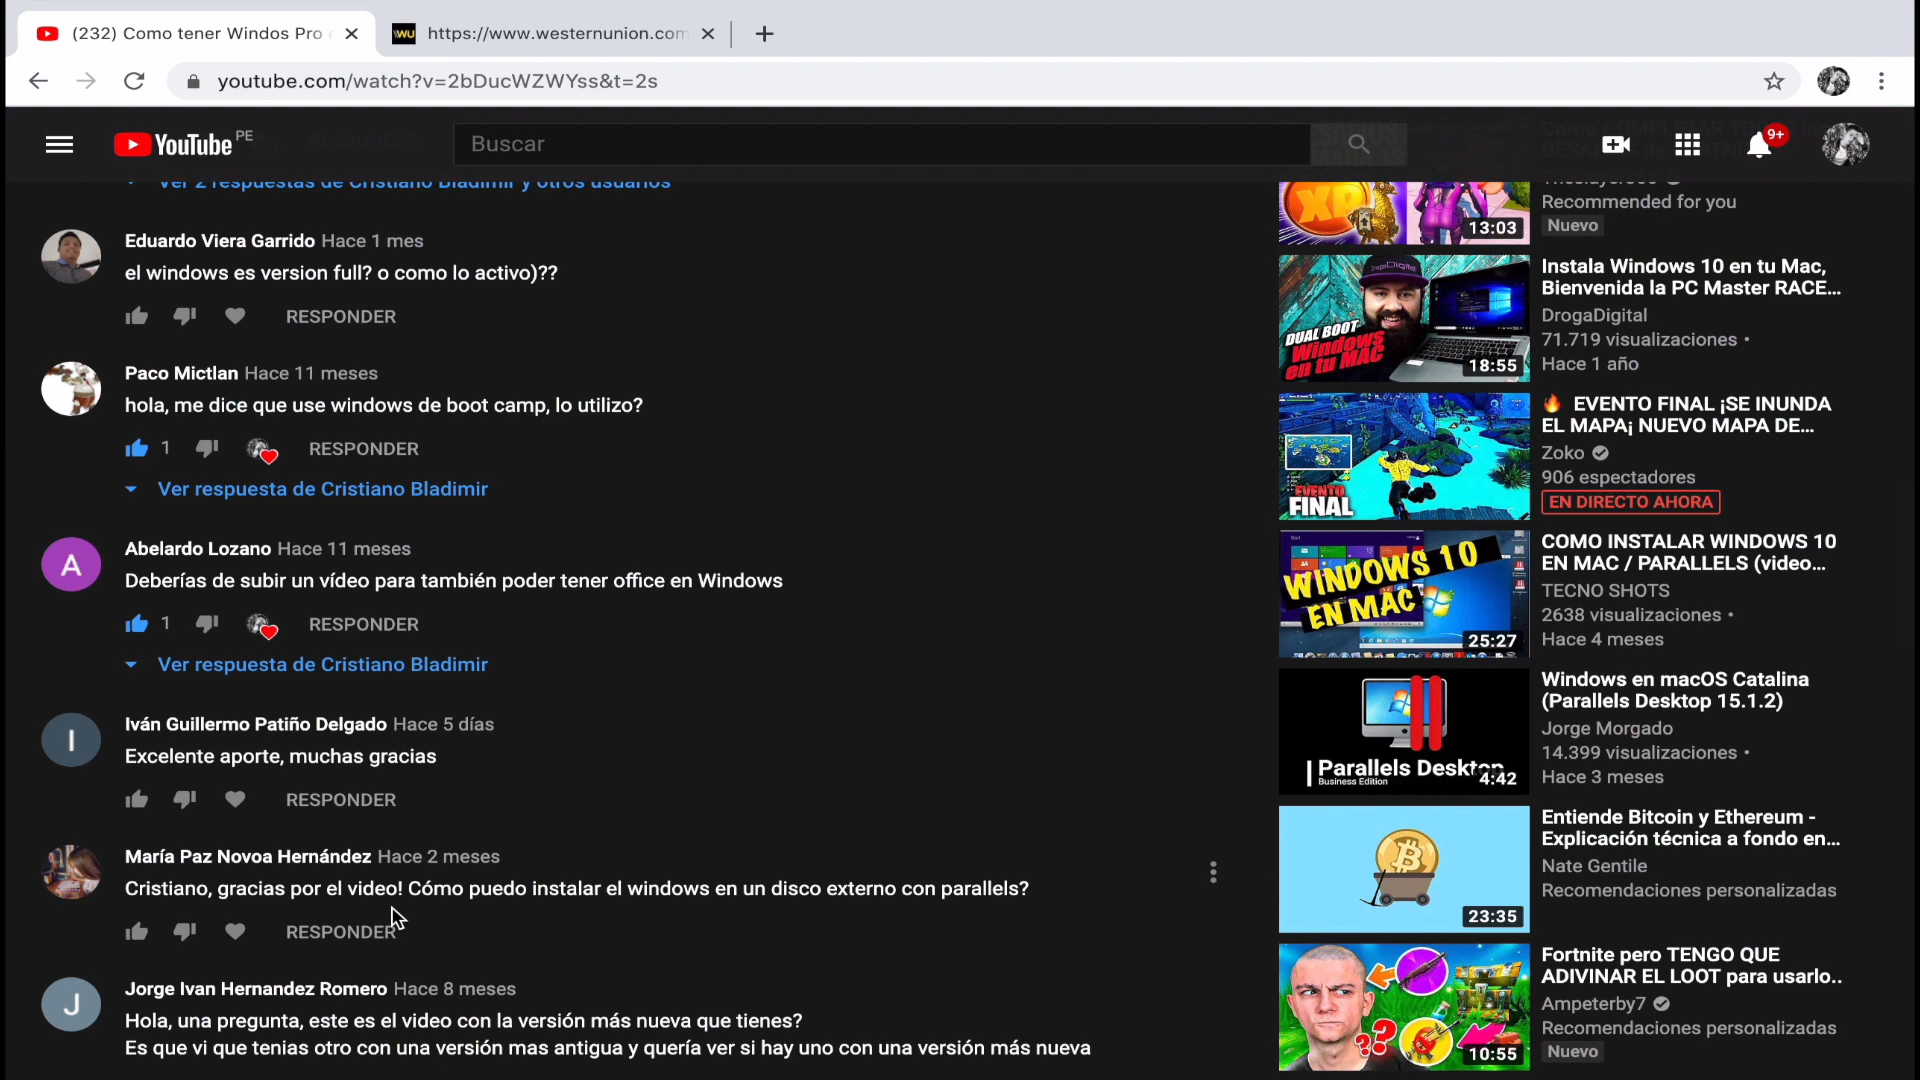 (232) Como tener Windos Pro
https://www.westernunion.com
youtube.com/watch?v=2bDucWZWYss&t=2s
YouTube PE
Buscar
9+
Ver 2 respuestas de Cristiano Bladimir y otros usuarios
Eduardo Viera Garrido Hace 1 mes
el windows es version full? o como lo activo)??
RESPONDER
Paco Mictlan Hace 11 meses
hola, me dice que use windows de boot camp, lo utilizo?
1 RESPONDER
Ver respuesta de Cristiano Bladimir
A
Abelardo Lozano Hace 11 meses
Deberías de subir un vídeo para también poder tener office en Windows
1 RESPONDER
Ver respuesta de Cristiano Bladimir
I
Iván Guillermo Patiño Delgado Hace 5 días
Excelente aporte, muchas gracias
RESPONDER
María Paz Novoa Hernández Hace 2 meses
Cristiano, gracias por el video! Cómo puedo instalar el windows en un disco externo con parallels?
RESPONDER
J
Jorge Ivan Hernandez Romero Hace 8 meses
Hola, una pregunta, este es el video con la versión más nueva que tienes?
Es que vi que tenias otro con una versión mas antigua y quería ver si hay uno con una versión más nueva
XP
13:03
Recommended for you
Nuevo
DUAL BOOT
Windows
en tu MAC
18:55
Instala Windows 10 en tu Mac,
Bienvenida la PC Master RACE...
DrogaDigital
71.719 visualizaciones •
Hace 1 año
EVENTO
FINAL
EVENTO FINAL ¡SE INUNDA
EL MAPA¡ NUEVO MAPA DE...
Zoko
906 espectadores
EN DIRECTO AHORA
WINDOWS 10
EN MAC
25:27
COMO INSTALAR WINDOWS 10
EN MAC / PARALLELS (video...
TECNO SHOTS
2638 visualizaciones •
Hace 4 meses
Parallels Desktop
Business Edition
4:42
Windows en macOS Catalina
(Parallels Desktop 15.1.2)
Jorge Morgado
14.399 visualizaciones •
Hace 3 meses
23:35
Entiende Bitcoin y Ethereum -
Explicación técnica a fondo en...
Nate Gentile
Recomendaciones personalizadas
??
10:55
Fortnite pero TENGO QUE
ADIVINAR EL LOOT para usarlo..
Ampeterby7
Recomendaciones personalizadas
Nuevo